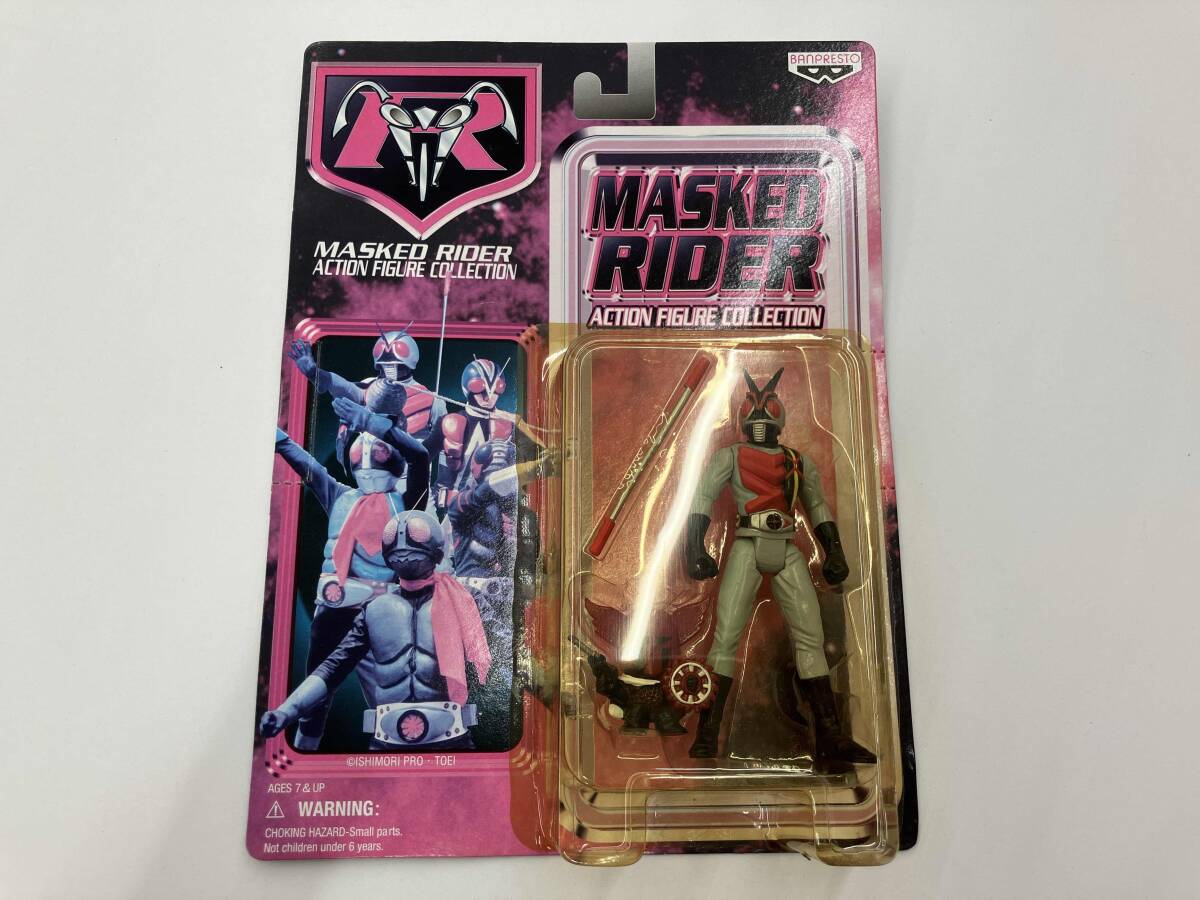 BANPRESTO
MASKED RIDER
ACTION FIGURE COLLECTION
MASKED
RIDER
ACTION FIGURE COLLECTION
©ISHIMORI PRO · TOEI
AGES 7 & UP
⚠ WARNING:
CHOKING HAZARD-Small parts.
Not children under 6 years.